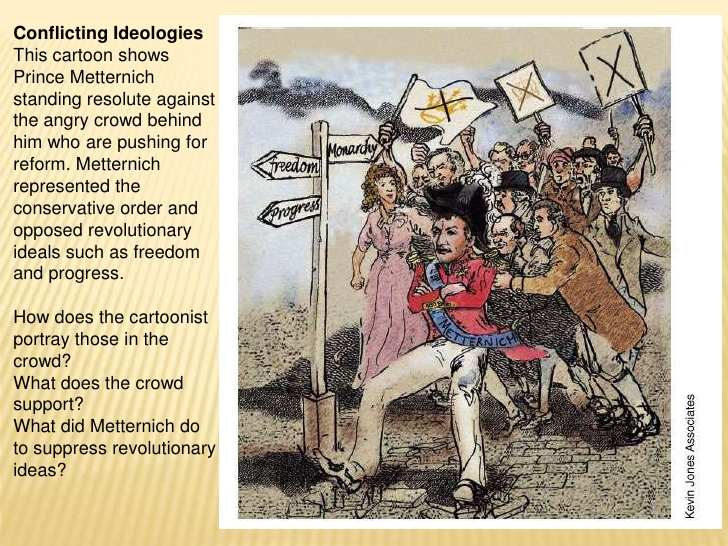 Conflicting Ideologies
This cartoon shows
Prince Metternich
standing resolute against
the angry crowd behind
him who are pushing for
reform. Metternich
represented the
conservative order and
opposed revolutionary
ideals such as freedom
and progress.
How does the cartoonist
portray those in the
crowd?
What does the crowd
support?
What did Metternich do
to suppress revolutionary
ideas?
Monarchy
freedom
progress
METTERNICH
Kevin Jones Associates